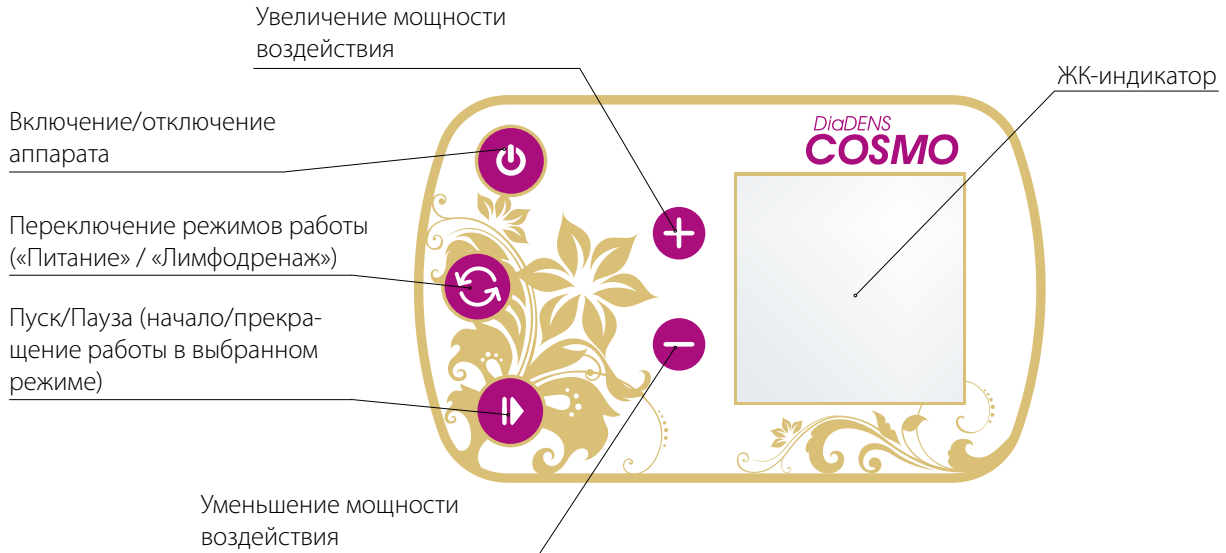 Увеличение мощности
воздействия
ЖК-индикатор
Включение/отключение
аппарата
DiaDENS
COSMO
Переключение режимов работы
(«Питание» / «Лимфодренаж»)
Пуск/Пауза (начало/прекра-
щение работы в выбранном
режиме)
Уменьшение мощности
воздействия